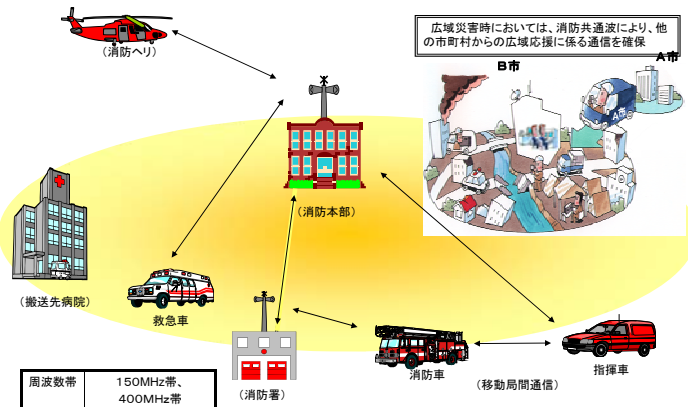 (消防ヘリ)
広域災害時においては、消防共通波により、他
の市町村からの広域応援に係る通信を確保
B市
A市
A市
(消防本部)
(搬送先病院)
救急車
(消防署)
消防車
(移動局間通信)
指揮車
周波数帯 150MHz帯、
400MHz帯